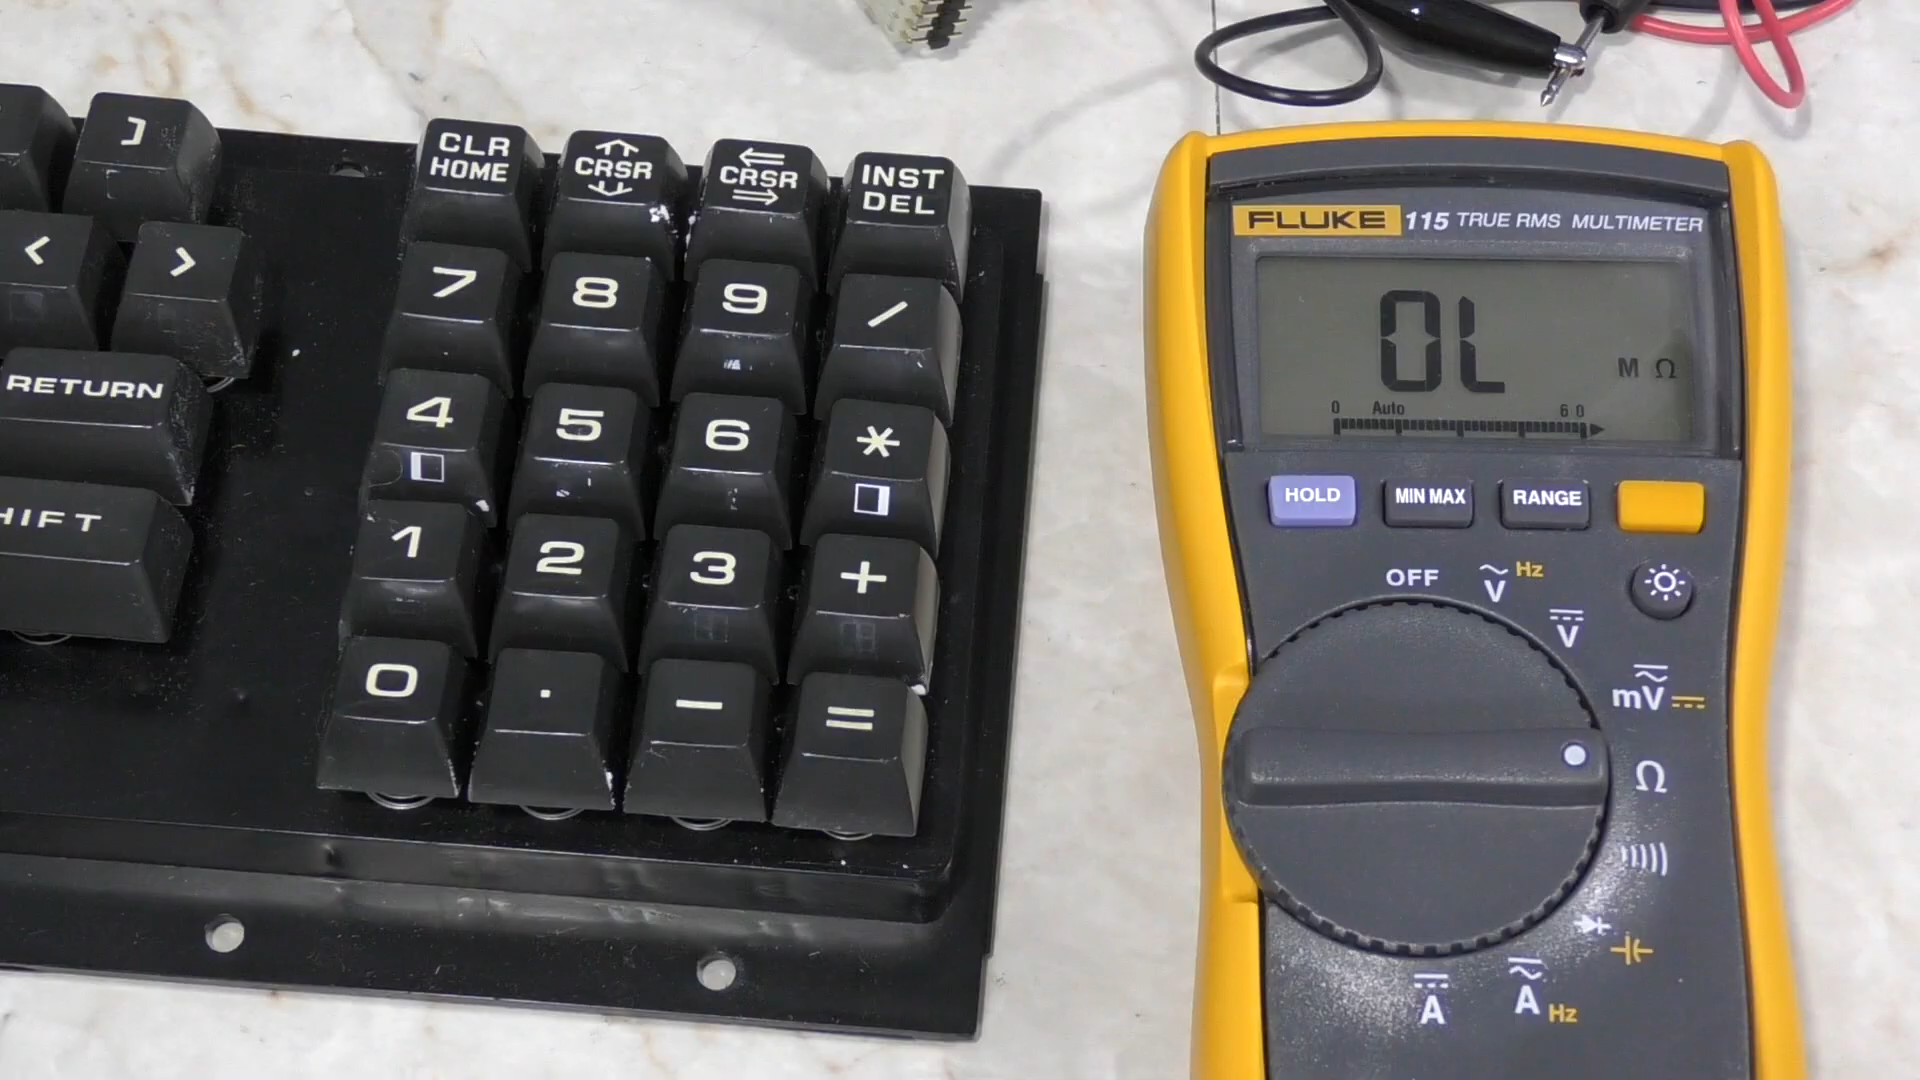 ]
CLR
HOME
CRSR
CRSR
INST
DEL
<
>
7
8
9
/
RETURN
4
5
6
*
HIFT
1
2
3
+
0
.
−
=
FLUKE 115 TRUE RMS MULTIMETER
OL
M Ω
0 Auto 60
HOLD
MIN MAX
RANGE
OFF
V Hz
V
mV
Ω
A
A Hz